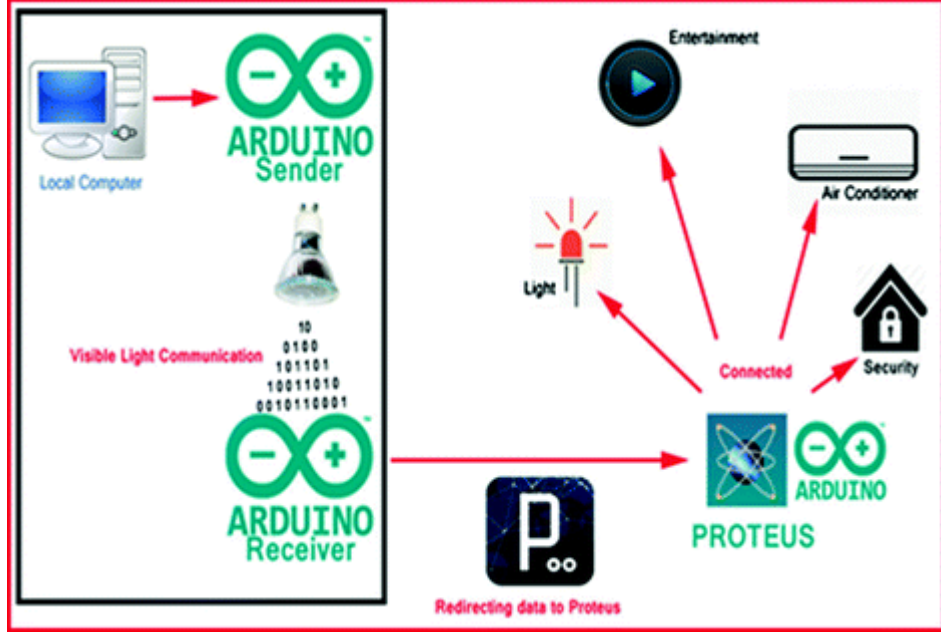 Local Computer
ARDUINO
Sender
Visible Light Communication
10
0100
101101
10011010
0010110001
ARDUINO
Receiver
Entertainment
Air Conditioner
Light
Security
Connected
PROTEUS
ARDUINO
P
Redirecting data to Proteus